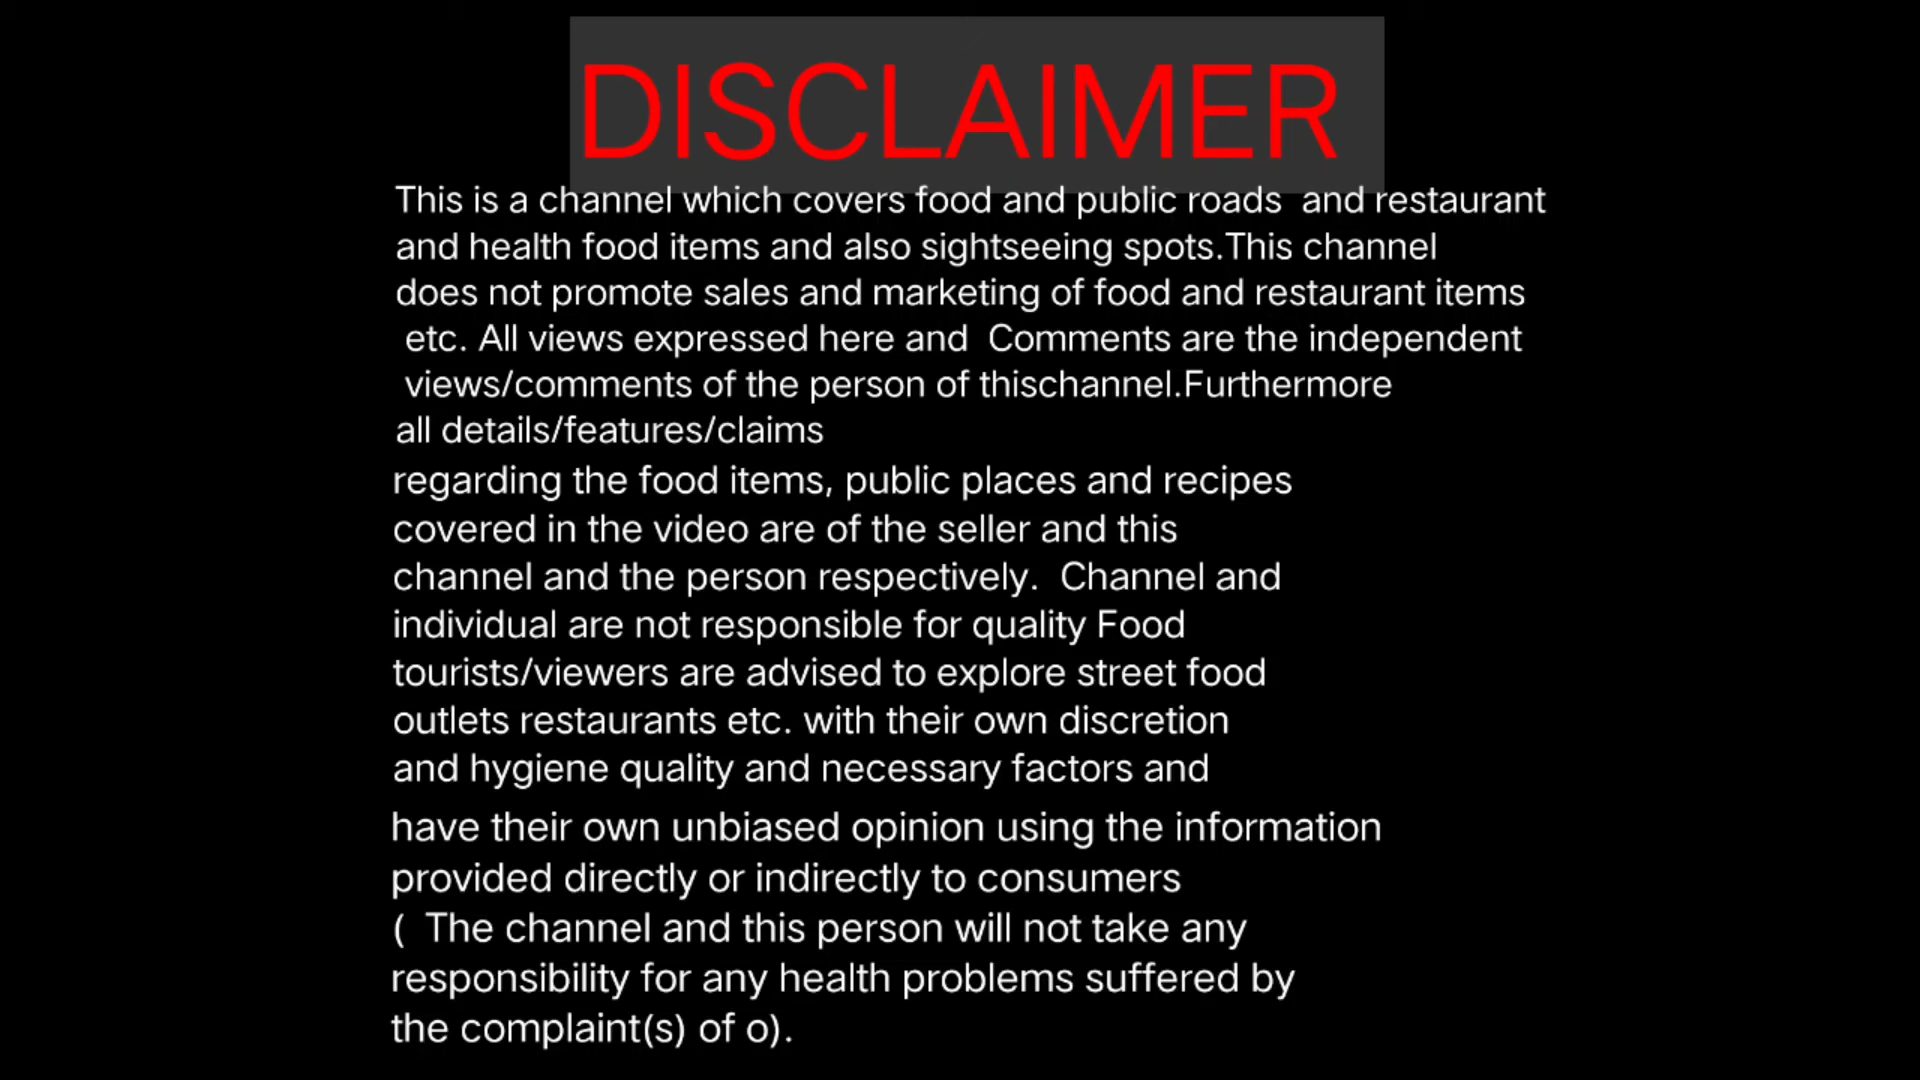 DISCLAIMER
This is a channel which covers food and public roads  and restaurant
and health food items and also sightseeing spots.This channel
does not promote sales and marketing of food and restaurant items
etc. All views expressed here and  Comments are the independent
views/comments of the person of thischannel.Furthermore
all details/features/claims
regarding the food items, public places and recipes
covered in the video are of the seller and this
channel and the person respectively.  Channel and
individual are not responsible for quality Food
tourists/viewers are advised to explore street food
outlets restaurants etc. with their own discretion
and hygiene quality and necessary factors and
have their own unbiased opinion using the information
provided directly or indirectly to consumers
(  The channel and this person will not take any
responsibility for any health problems suffered by
the complaint(s) of o).